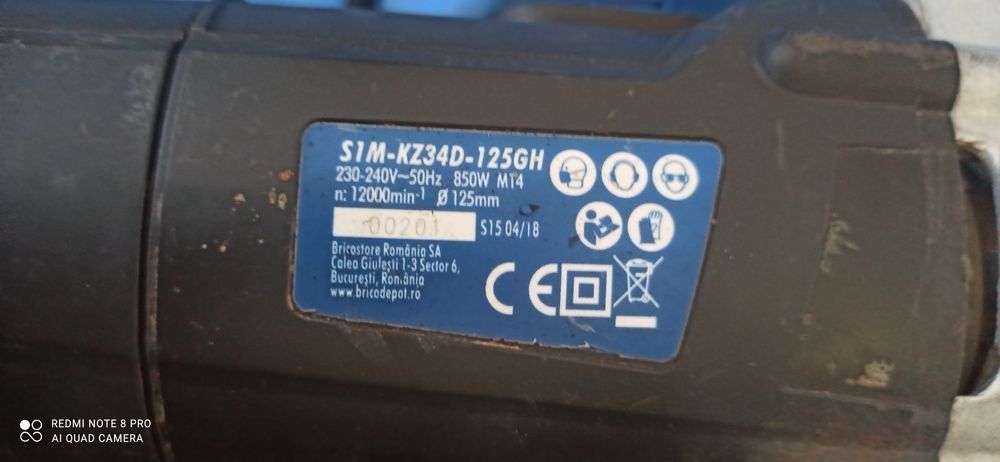 S1M-KZ34D-125GH
230-240V~50Hz 850W M14
n: 12000min⁻¹ Ø 125mm
00201
S15 04/18
Bricostore România SA
Calea Giulești 1-3 Sector 6,
București, România
www.bricodepot.ro
CE
REDMI NOTE 8 PRO
AI QUAD CAMERA